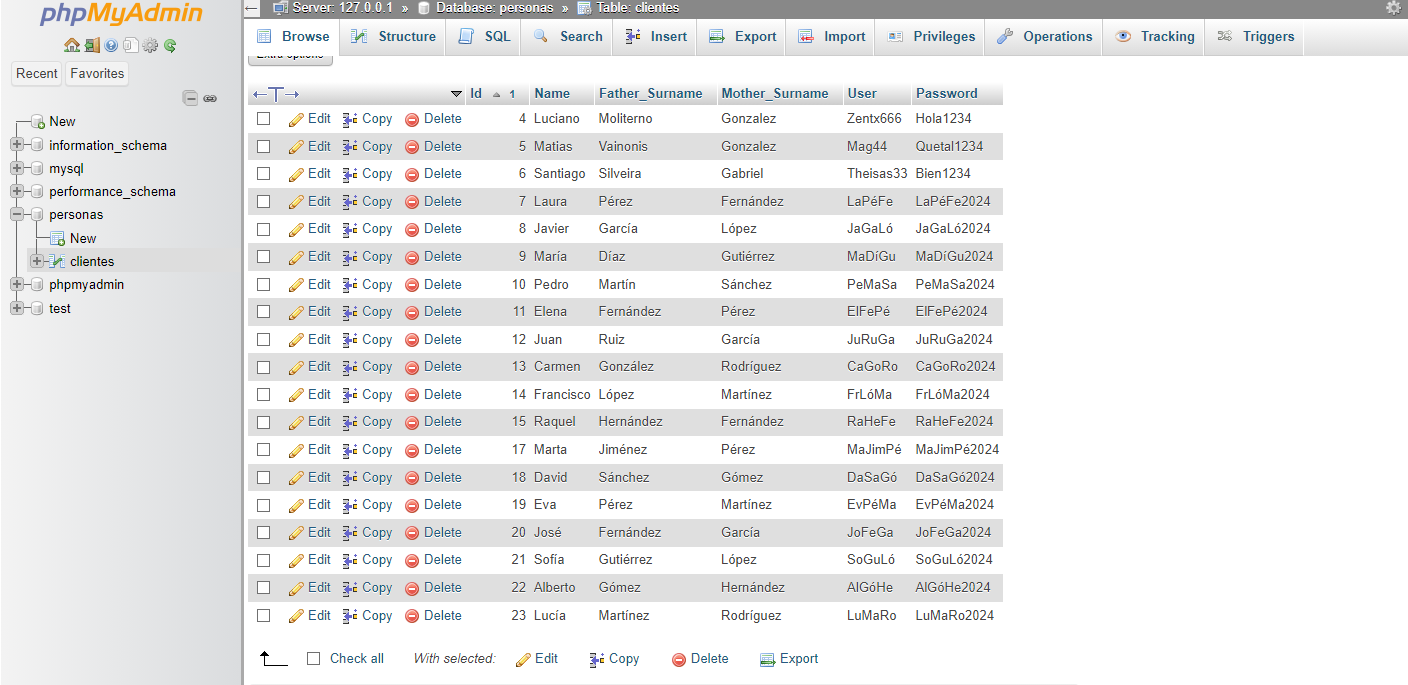 phpMyAdmin
Recent Favorites
New
information_schema
mysql
performance_schema
personas
New
clientes
phpmyadmin
test
Server: 127.0.0.1 » Database: personas » Table: clientes
Browse Structure SQL Search Insert Export Import Privileges Operations Tracking Triggers
Extra options
←T→ Id 1 Name Father_Surname Mother_Surname User Password
Edit Copy Delete 4 Luciano Moliterno Gonzalez Zentx666 Hola1234
Edit Copy Delete 5 Matias Vainonis Gonzalez Mag44 Quetal1234
Edit Copy Delete 6 Santiago Silveira Gabriel Theisas33 Bien1234
Edit Copy Delete 7 Laura Pérez Fernández LaPéFe LaPéFe2024
Edit Copy Delete 8 Javier García López JaGaLó JaGaLó2024
Edit Copy Delete 9 María Díaz Gutiérrez MaDíGu MaDíGu2024
Edit Copy Delete 10 Pedro Martín Sánchez PeMaSa PeMaSa2024
Edit Copy Delete 11 Elena Fernández Pérez ElFePé ElFePé2024
Edit Copy Delete 12 Juan Ruiz García JuRuGa JuRuGa2024
Edit Copy Delete 13 Carmen González Rodríguez CaGoRo CaGoRo2024
Edit Copy Delete 14 Francisco López Martínez FrLóMa FrLóMa2024
Edit Copy Delete 15 Raquel Hernández Fernández RaHeFe RaHeFe2024
Edit Copy Delete 17 Marta Jiménez Pérez MaJimPé MaJimPé2024
Edit Copy Delete 18 David Sánchez Gómez DaSaGó DaSaGó2024
Edit Copy Delete 19 Eva Pérez Martínez EvPéMa EvPéMa2024
Edit Copy Delete 20 José Fernández García JoFeGa JoFeGa2024
Edit Copy Delete 21 Sofía Gutiérrez López SoGuLó SoGuLó2024
Edit Copy Delete 22 Alberto Gómez Hernández AlGóHe AlGóHe2024
Edit Copy Delete 23 Lucía Martínez Rodríguez LuMaRo LuMaRo2024
Check all With selected: Edit Copy Delete Export